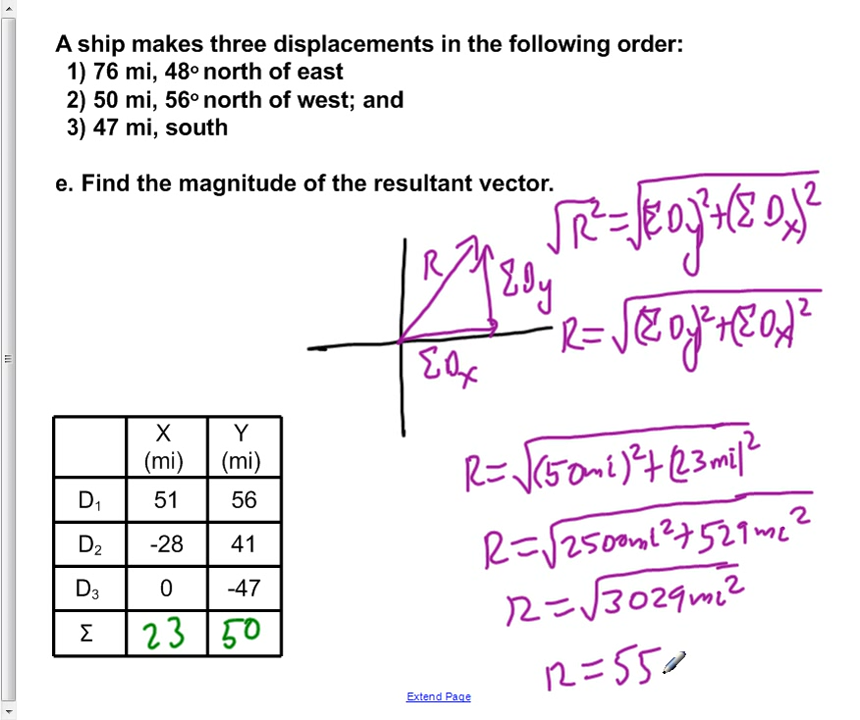 A ship makes three displacements in the following order:
1) 76 mi, 48º north of east
2) 50 mi, 56º north of west; and
3) 47 mi, south
e. Find the magnitude of the resultant vector.
√R² = √(ΣDy)² + (ΣDx)²
R
ΣDy
R = √(ΣDy)² + (ΣDx)²
ΣDx
X (mi) Y (mi)
D₁ 51 56
D₂ -28 41
D₃ 0 -47
Σ 23 50
R = √(50mi)² + (23mi)²
R = √2500mi² + 529mi²
R = √3029mi²
R = 55
Extend Page